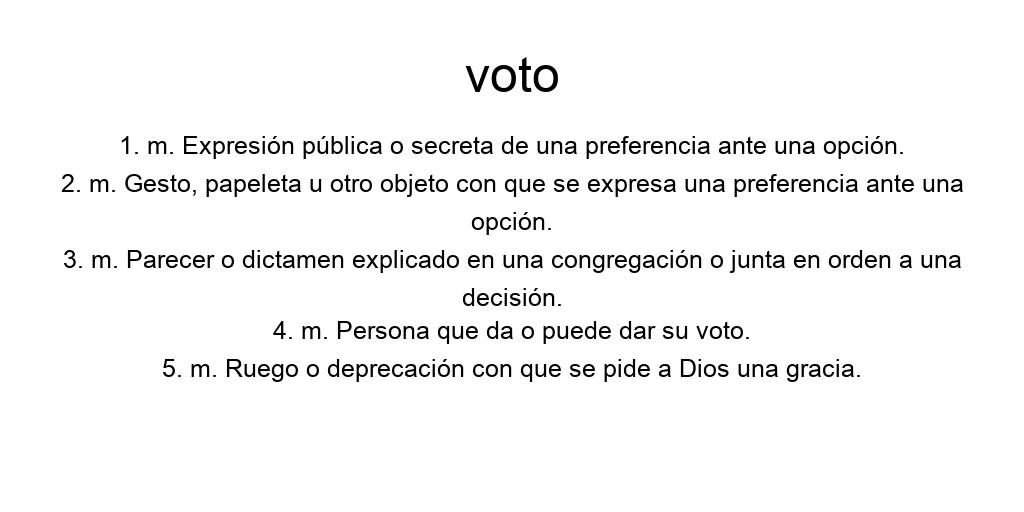 voto
1. m. Expresión pública o secreta de una preferencia ante una opción.
2. m. Gesto, papeleta u otro objeto con que se expresa una preferencia ante una
opción.
3. m. Parecer o dictamen explicado en una congregación o junta en orden a una
decisión.
4. m. Persona que da o puede dar su voto.
5. m. Ruego o deprecación con que se pide a Dios una gracia.